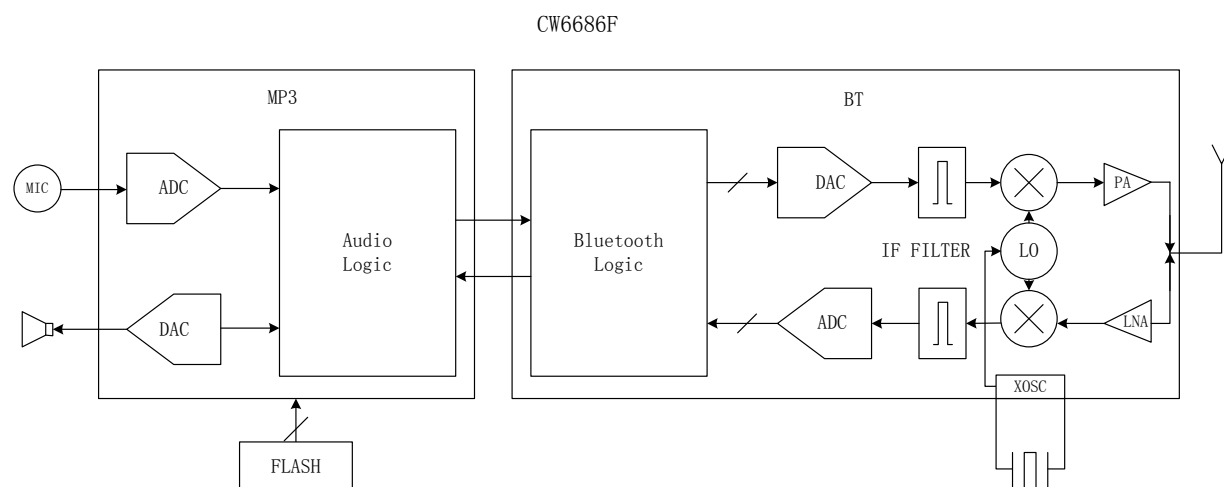 CW6686F
MP3
BT
MIC
ADC
Audio
Logic
Bluetooth
Logic
DAC
PA
IF FILTER
LO
DAC
ADC
LNA
XOSC
FLASH